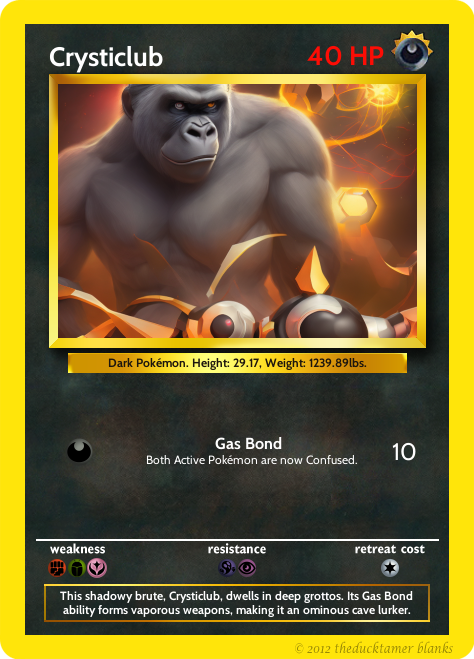 Crysticlub 40 HP
Dark Pokémon. Height: 29.17, Weight: 1239.89lbs.
Gas Bond 10
Both Active Pokémon are now Confused.
weakness resistance retreat cost
This shadowy brute, Crysticlub, dwells in deep grottos. Its Gas Bond
ability forms vaporous weapons, making it an ominous cave lurker.
© 2012 theducktamer blanks